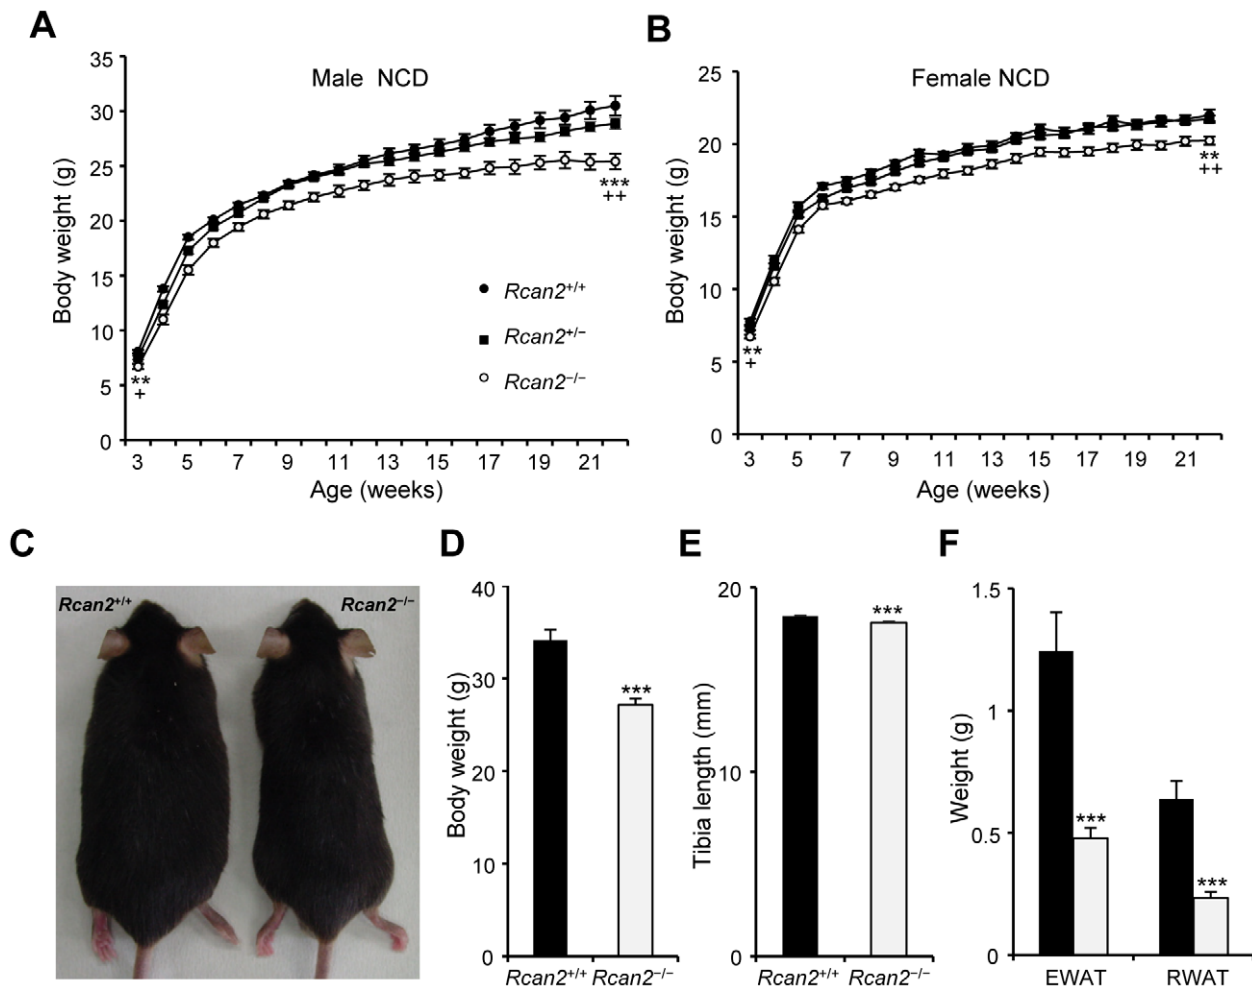 A
Male NCD
Body weight (g)
35
30
25
20
15
10
5
0
***
++
**
+
Rcan2+/+
Rcan2+/−
Rcan2−/−
3 5 7 9 11 13 15 17 19 21
Age (weeks)
B
Female NCD
Body weight (g)
25
20
15
10
5
0
**
++
**
+
3 5 7 9 11 13 15 17 19 21
Age (weeks)
C
Rcan2+/+ Rcan2−/−
D
Body weight (g)
40
30
20
10
0
***
Rcan2+/+ Rcan2−/−
E
Tibia length (mm)
20
10
0
***
Rcan2+/+ Rcan2−/−
F
Weight (g)
1.5
1
0.5
0
***
***
EWAT RWAT